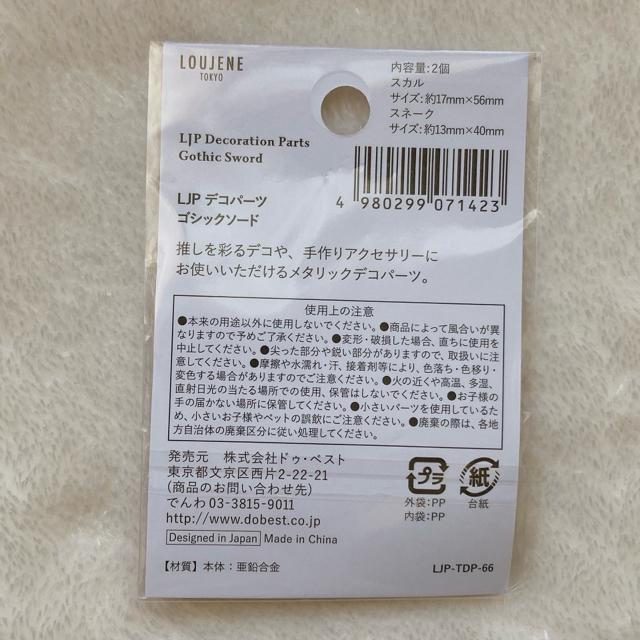 LOUJENE
TOKYO
内容量:2個
スカル
サイズ:約17mm×56mm
スネーク
サイズ:約13mm×40mm
LJP Decoration Parts
Gothic Sword
4 980299 071423
LJP デコパーツ
ゴシックソード
推しを彩るデコや、手作りアクセサリーに
お使いいただけるメタリックデコパーツ。
使用上の注意
●本来の用途以外に使用しないでください。●商品によって風合いが異
なりますので予めご了承ください。●変形・破損した場合、直ちに使用を
中止してください。●尖った部分や鋭い部分がありますので、取扱いに注
意してください。●摩擦や水濡れ・汗、接着剤等により、色落ち・色移り・
変色する場合がありますのでご注意ください。●火の近くや高温、多湿、
直射日光の当たる場所での使用、保管はしないでください。●お子様の
手の届かない場所に保管してください。●小さいパーツを使用しているた
め、小さいお子様やペットの誤飲にご注意ください。●廃棄の際は、各地
方自治体の廃棄区分に従い処理してください。
発売元 株式会社ドゥ・ベスト
東京都文京区西片2-22-21
(商品のお問い合わせ先)
でんわ 03-3815-9011
http://www.dobest.co.jp
Designed in Japan Made in China
プラ
紙
外袋:PP
内袋:PP
台紙
【材質】本体:亜鉛合金
LJP-TDP-66